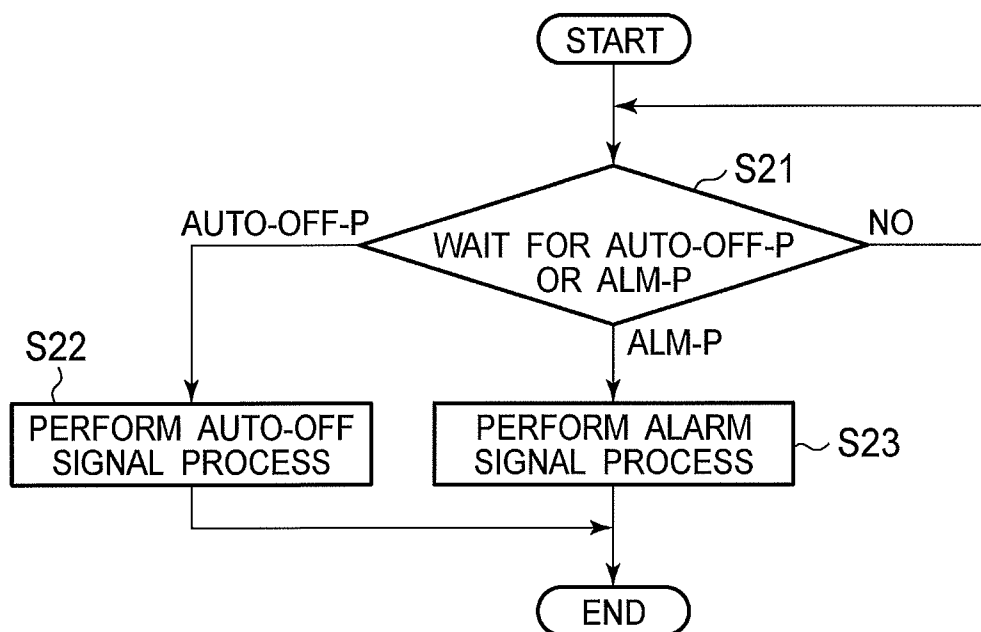 START
S21
AUTO-OFF-P
NO
WAIT FOR AUTO-OFF-P
OR ALM-P
ALM-P
S22
PERFORM AUTO-OFF
SIGNAL PROCESS
PERFORM ALARM
SIGNAL PROCESS
S23
END